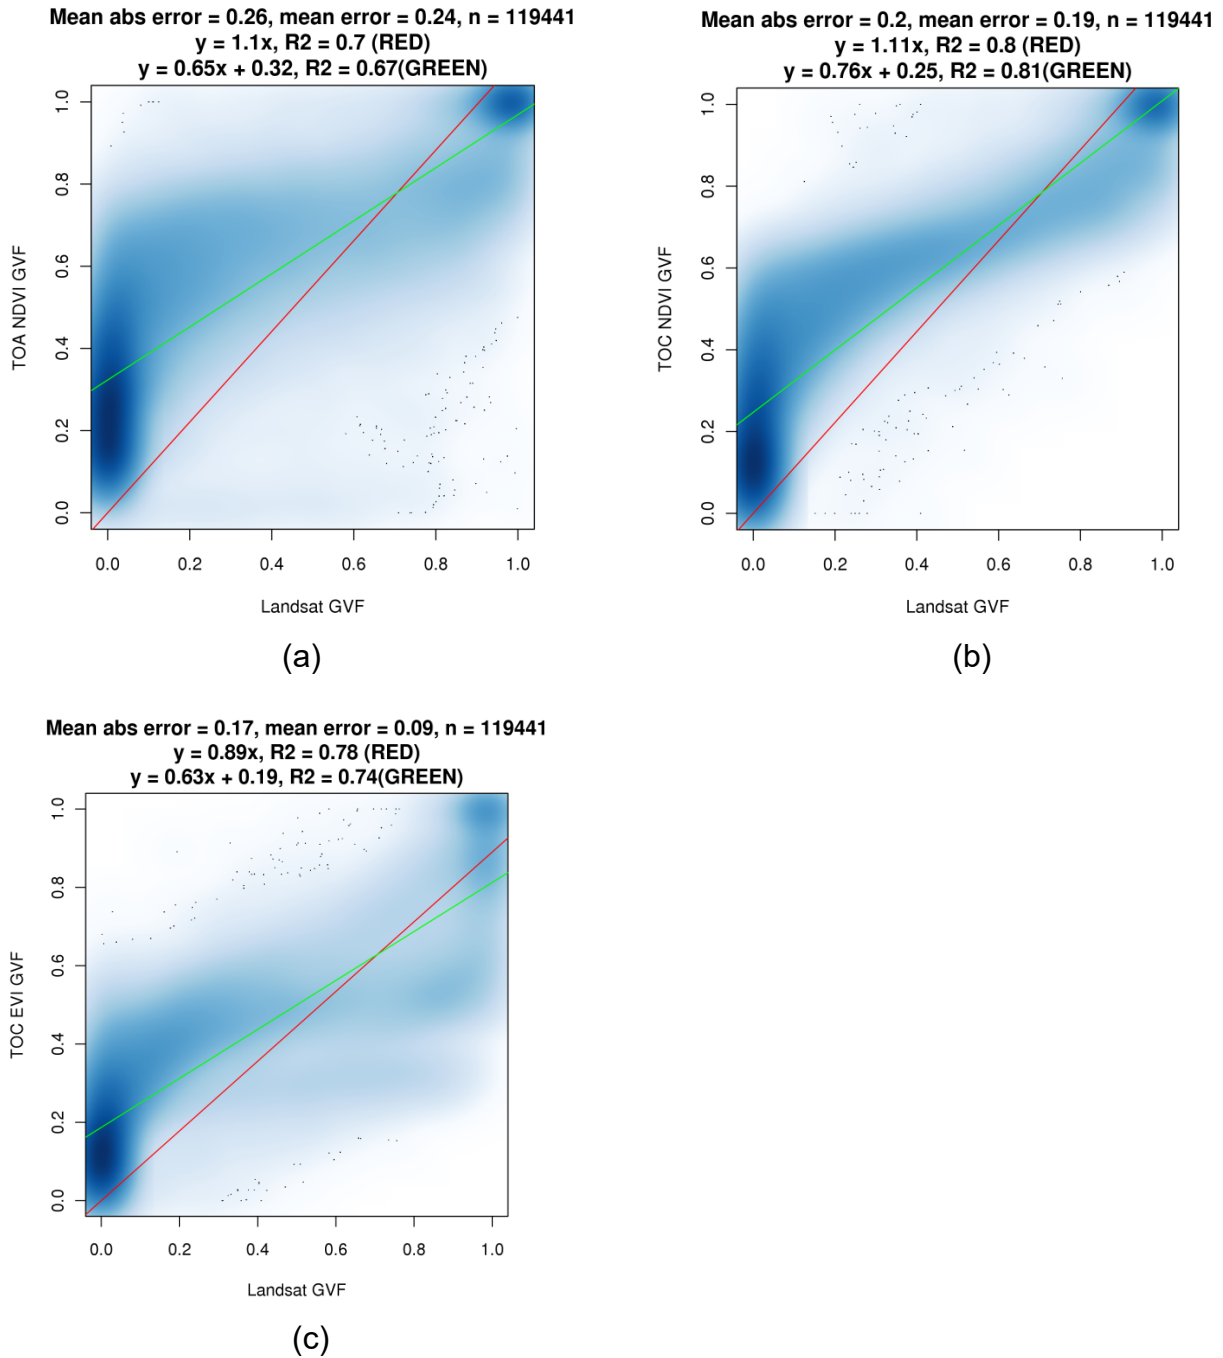 Mean abs error = 0.26, mean error = 0.24, n = 119441
y = 1.1x, R2 = 0.7 (RED)
y = 0.65x + 0.32, R2 = 0.67(GREEN)
TOA NDVI GVF
1.0
0.8
0.6
0.4
0.2
0.0
0.0 0.2 0.4 0.6 0.8 1.0
Landsat GVF
(a)
Mean abs error = 0.2, mean error = 0.19, n = 119441
y = 1.11x, R2 = 0.8 (RED)
y = 0.76x + 0.25, R2 = 0.81(GREEN)
TOC NDVI GVF
1.0
0.8
0.6
0.4
0.2
0.0
0.0 0.2 0.4 0.6 0.8 1.0
Landsat GVF
(b)
Mean abs error = 0.17, mean error = 0.09, n = 119441
y = 0.89x, R2 = 0.78 (RED)
y = 0.63x + 0.19, R2 = 0.74(GREEN)
TOC EVI GVF
1.0
0.8
0.6
0.4
0.2
0.0
0.0 0.2 0.4 0.6 0.8 1.0
Landsat GVF
(c)